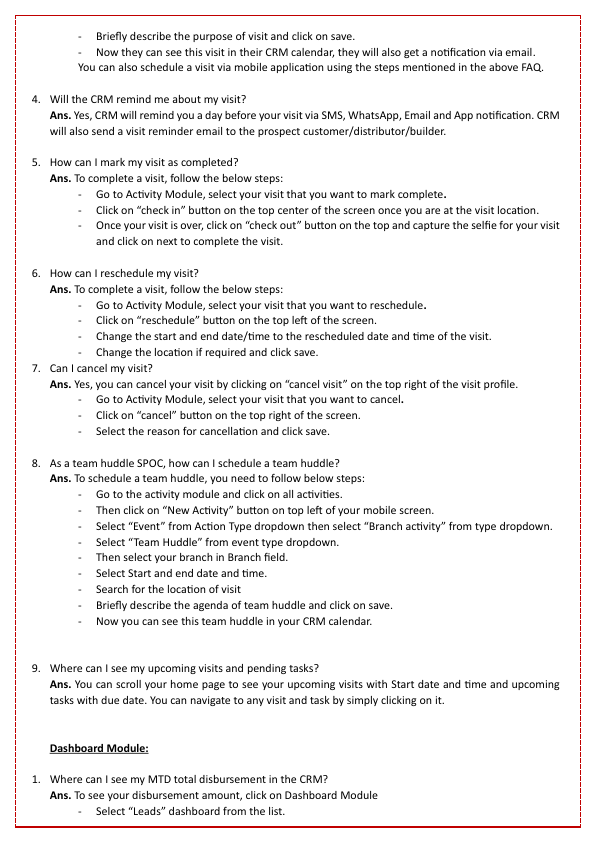 - Briefly describe the purpose of visit and click on save.
- Now they can see this visit in their CRM calendar, they will also get a notification via email.
You can also schedule a visit via mobile application using the steps mentioned in the above FAQ.
4. Will the CRM remind me about my visit?
Ans. Yes, CRM will remind you a day before your visit via SMS, WhatsApp, Email and App notification. CRM
will also send a visit reminder email to the prospect customer/distributor/builder.
5. How can I mark my visit as completed?
Ans. To complete a visit, follow the below steps:
- Go to Activity Module, select your visit that you want to mark complete.
- Click on “check in” button on the top center of the screen once you are at the visit location.
- Once your visit is over, click on “check out” button on the top and capture the selfie for your visit
and click on next to complete the visit.
6. How can I reschedule my visit?
Ans. To complete a visit, follow the below steps:
- Go to Activity Module, select your visit that you want to reschedule.
- Click on “reschedule” button on the top left of the screen.
- Change the start and end date/time to the rescheduled date and time of the visit.
- Change the location if required and click save.
7. Can I cancel my visit?
Ans. Yes, you can cancel your visit by clicking on “cancel visit” on the top right of the visit profile.
- Go to Activity Module, select your visit that you want to cancel.
- Click on “cancel” button on the top right of the screen.
- Select the reason for cancellation and click save.
8. As a team huddle SPOC, how can I schedule a team huddle?
Ans. To schedule a team huddle, you need to follow below steps:
- Go to the activity module and click on all activities.
- Then click on “New Activity” button on top left of your mobile screen.
- Select “Event” from Action Type dropdown then select “Branch activity” from type dropdown.
- Select “Team Huddle” from event type dropdown.
- Then select your branch in Branch field.
- Select Start and end date and time.
- Search for the location of visit
- Briefly describe the agenda of team huddle and click on save.
- Now you can see this team huddle in your CRM calendar.
9. Where can I see my upcoming visits and pending tasks?
Ans. You can scroll your home page to see your upcoming visits with Start date and time and upcoming
tasks with due date. You can navigate to any visit and task by simply clicking on it.
Dashboard Module:
1. Where can I see my MTD total disbursement in the CRM?
Ans. To see your disbursement amount, click on Dashboard Module
- Select “Leads” dashboard from the list.